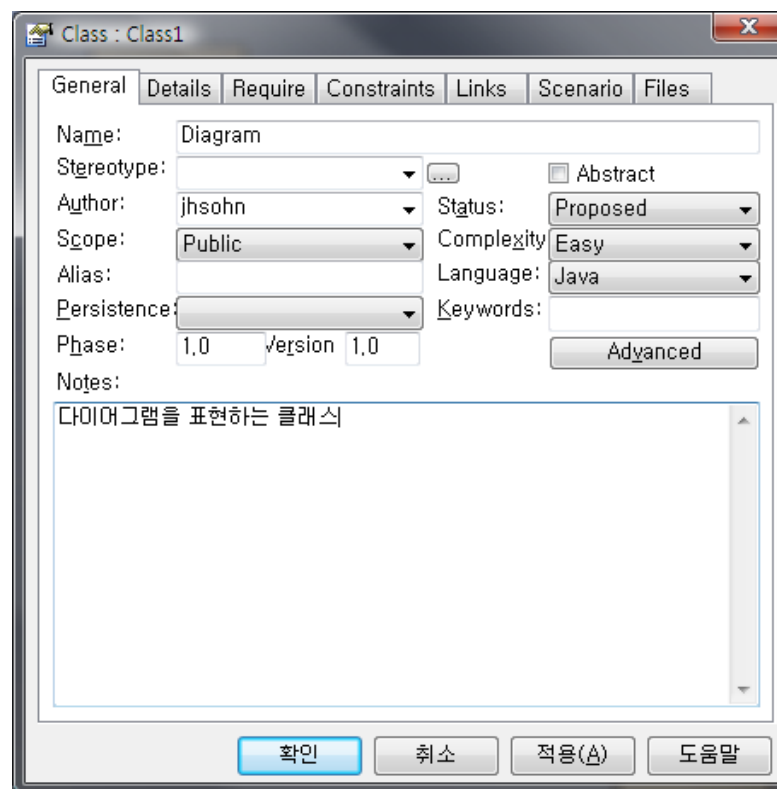 Class : Class1
General Details Require Constraints Links Scenario Files
Name: Diagram
Stereotype: ... Abstract
Author: jhsohn Status: Proposed
Scope: Public Complexity Easy
Alias: Language: Java
Persistence: Keywords:
Phase: 1.0 Version 1.0 Advanced
Notes:
다이어그램을 표현하는 클래스
확인 취소 적용(A) 도움말